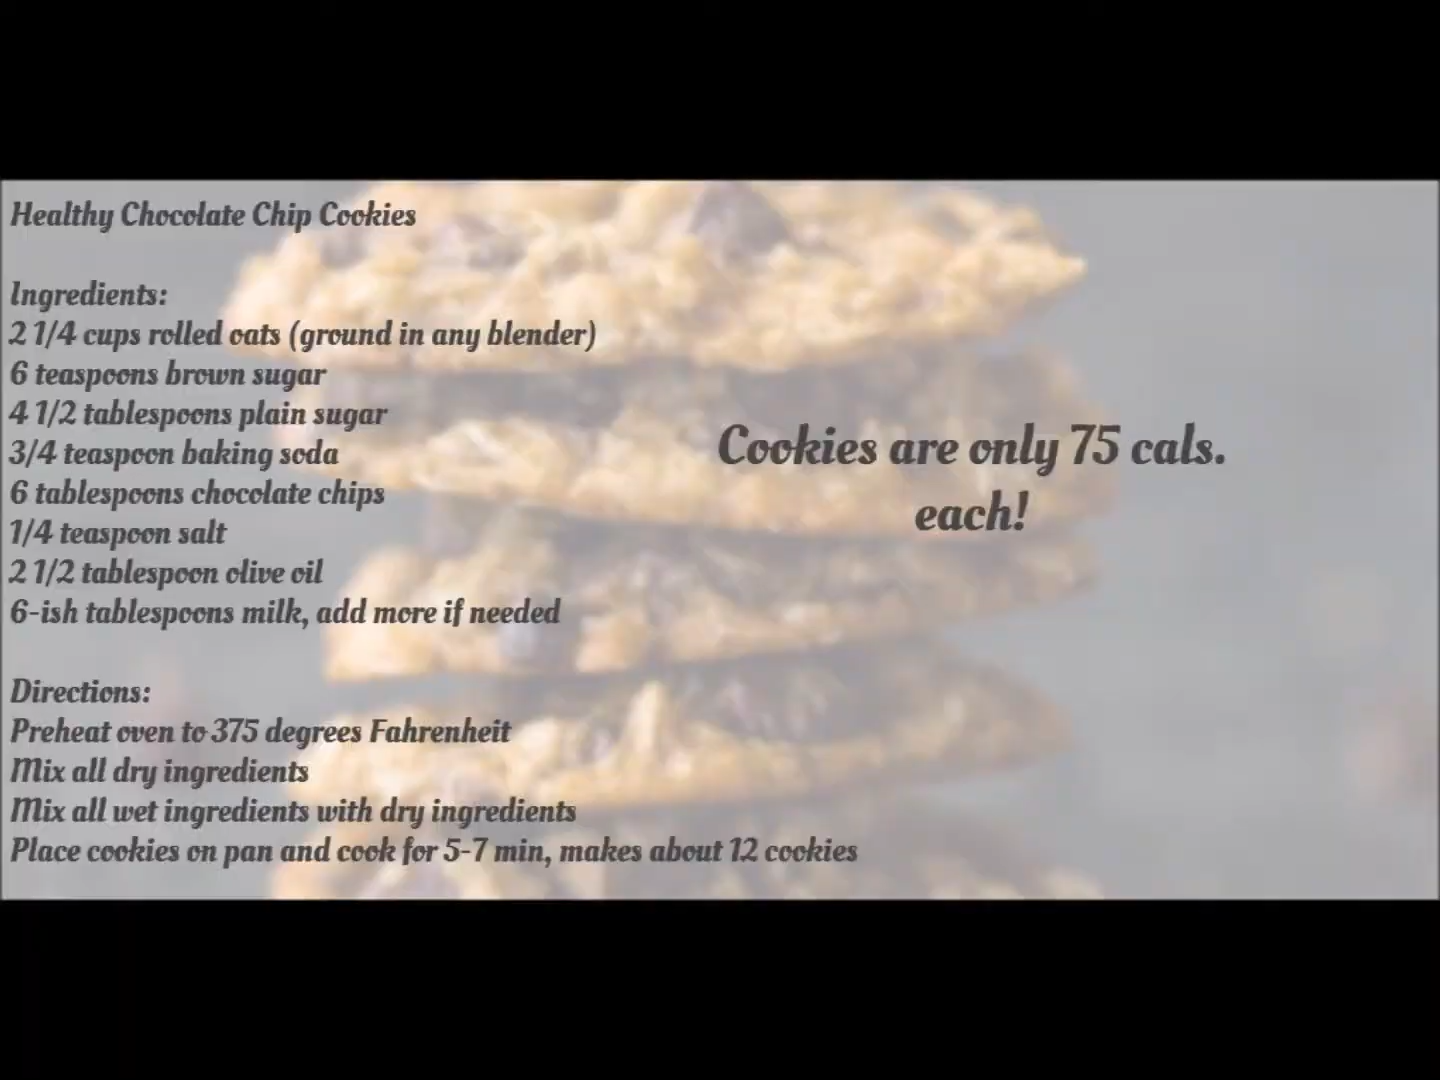 Healthy Chocolate Chip Cookies
Ingredients:
2 1/4 cups rolled oats (ground in any blender)
6 teaspoons brown sugar
4 1/2 tablespoons plain sugar
3/4 teaspoon baking soda
6 tablespoons chocolate chips
1/4 teaspoon salt
2 1/2 tablespoon olive oil
6-ish tablespoons milk, add more if needed
Directions:
Preheat oven to 375 degrees Fahrenheit
Mix all dry ingredients
Mix all wet ingredients with dry ingredients
Place cookies on pan and cook for 5-7 min, makes about 12 cookies
Cookies are only 75 cals.
each!